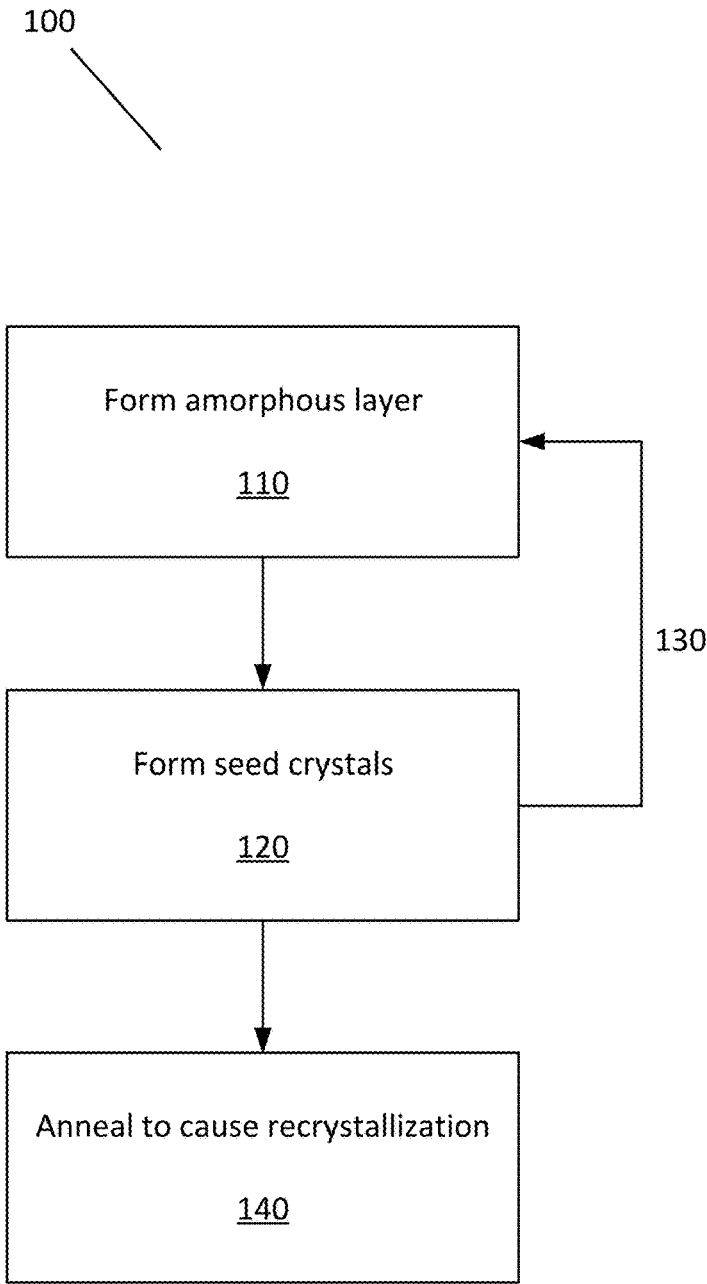 100
Form amorphous layer
110
130
Form seed crystals
120
Anneal to cause recrystallization
140